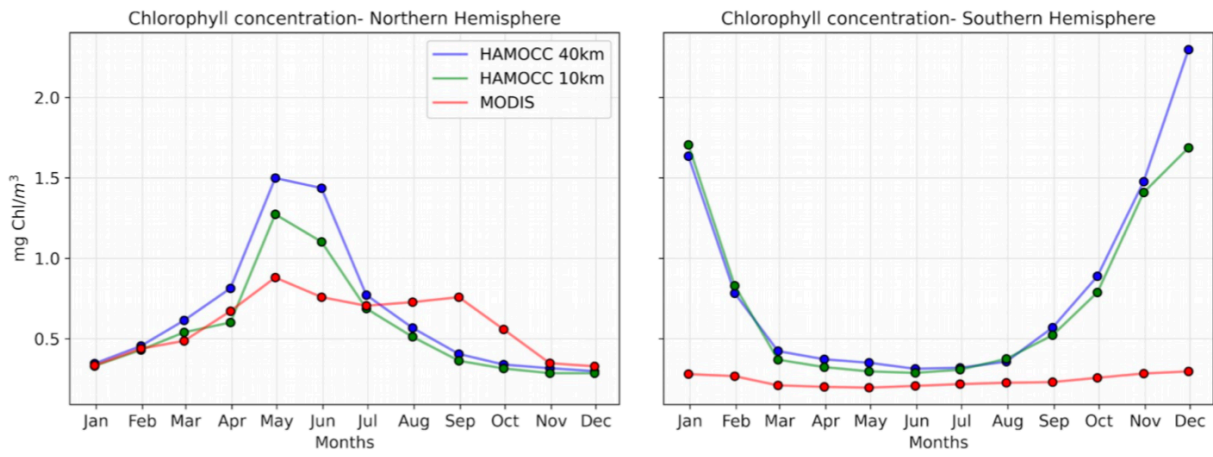 Chlorophyll concentration- Northern Hemisphere
mg Chl/m³
2.0
1.5
1.0
0.5
HAMOCC 40km
HAMOCC 10km
MODIS
Jan Feb Mar Apr May Jun Jul Aug Sep Oct Nov Dec
Months
Chlorophyll concentration- Southern Hemisphere
Jan Feb Mar Apr May Jun Jul Aug Sep Oct Nov Dec
Months